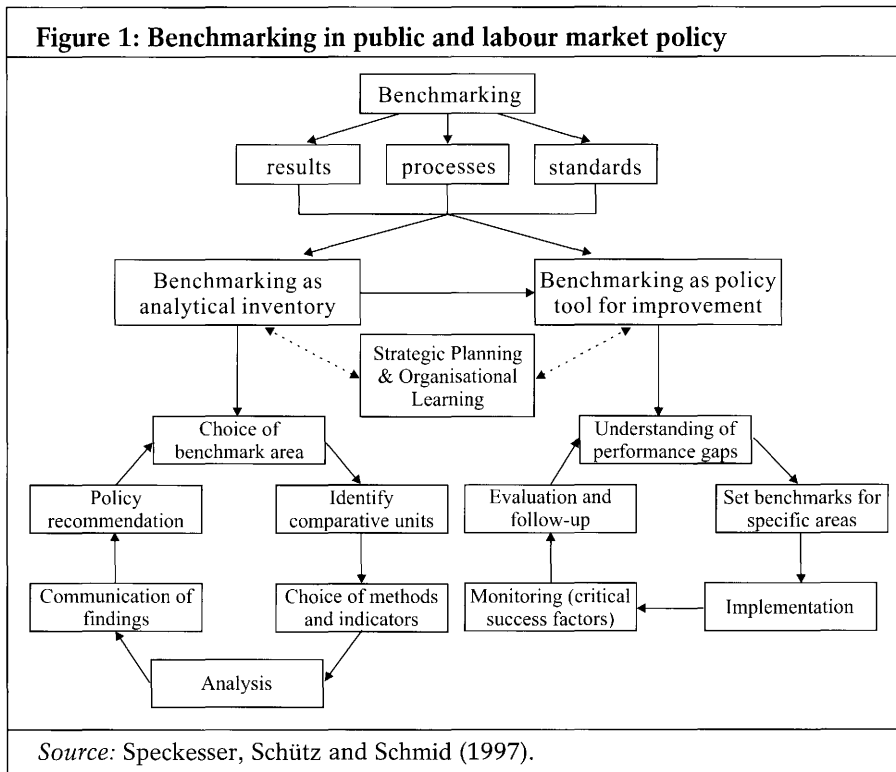 Figure 1: Benchmarking in public and labour market policy
Benchmarking
results
processes
standards
Benchmarking as
analytical inventory
Benchmarking as policy
tool for improvement
Strategic Planning
& Organisational
Learning
Choice of
benchmark area
Identify
comparative units
Choice of methods
and indicators
Analysis
Communication of
findings
Policy
recommendation
Understanding of
performance gaps
Set benchmarks for
specific areas
Implementation
Monitoring (critical
success factors)
Evaluation and
follow-up
Source: Speckesser, Schütz and Schmid (1997).